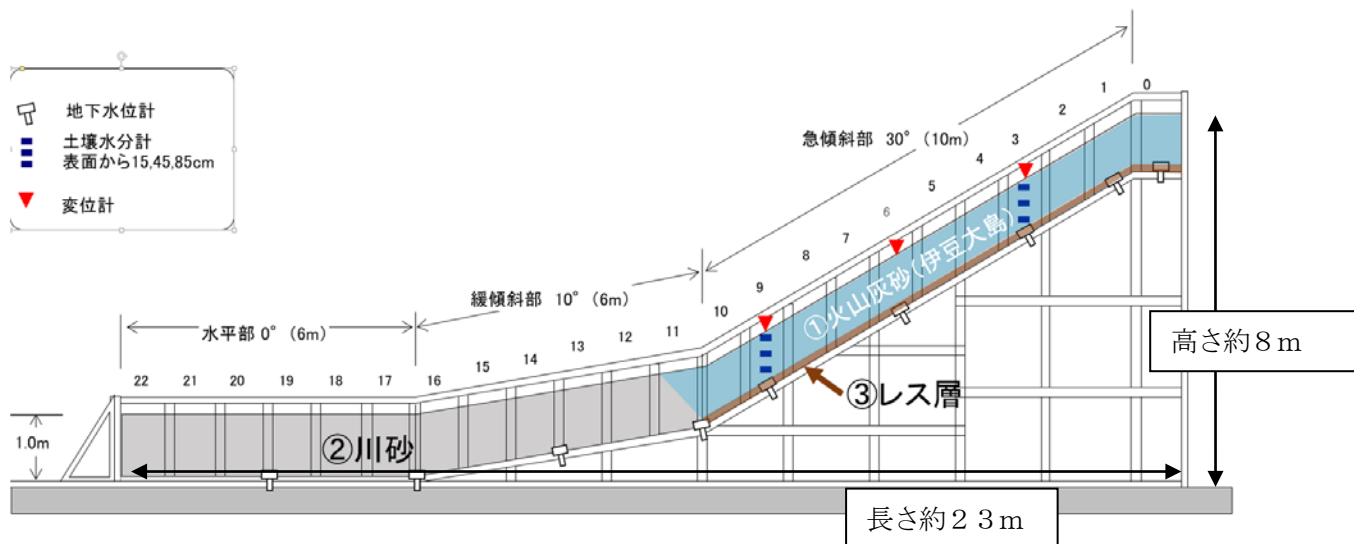 地下水位計
土壌水分計
表面から15,45,85cm
変位計
急傾斜部 30° (10m)
緩傾斜部 10° (6m)
水平部 0° (6m)
0
1
2
3
4
5
6
7
8
9
10
11
12
13
14
15
16
17
18
19
20
21
22
①火山灰砂(伊豆大島)
②川砂
③レス層
1.0m
高さ約８ｍ
長さ約２３ｍ